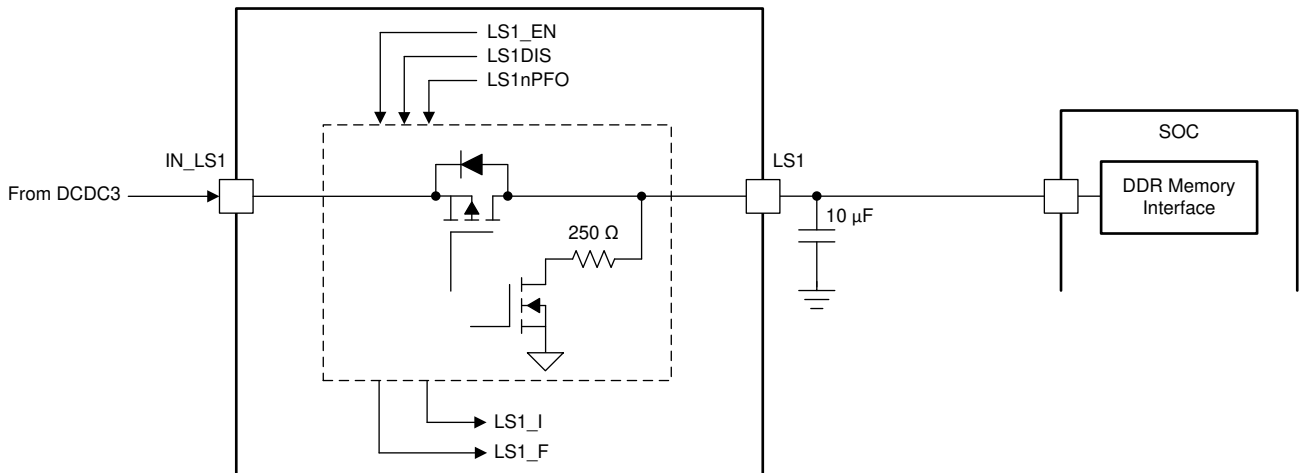 LS1_EN
LS1DIS
LS1nPFO
IN_LS1
LS1
SOC
From DCDC3
DDR Memory
Interface
10 µF
250 Ω
LS1_I
LS1_F